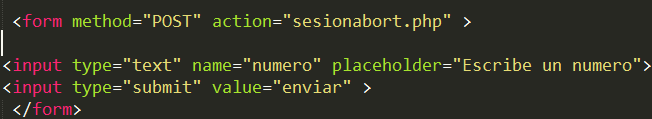 <form method="POST" action="sesionabort.php" >
<input type="text" name="numero" placeholder="Escribe un numero">
<input type="submit" value="enviar" >
</form>